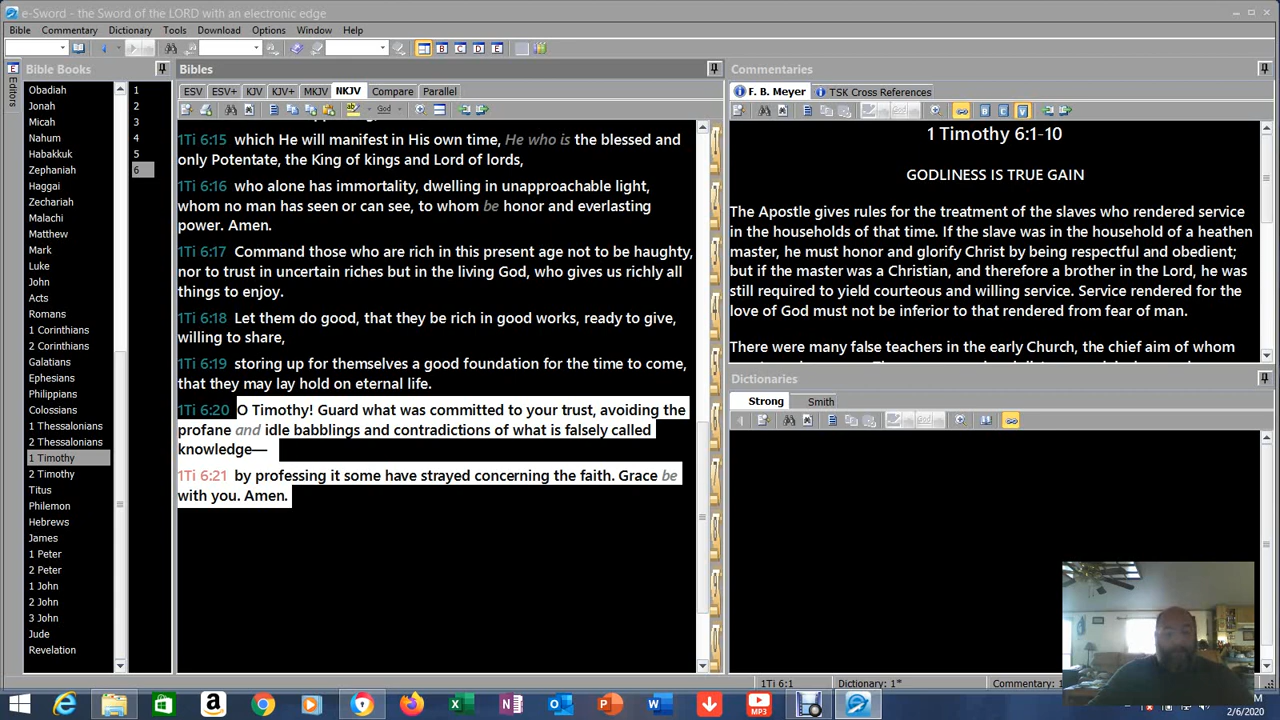 e-Sword - the Sword of the LORD with an electronic edge
Bible Commentary Dictionary Tools Download Options Window Help
B C D E
Editors
Bible Books
Obadiah
Jonah
Micah
Nahum
Habakkuk
Zephaniah
Haggai
Zechariah
Malachi
Matthew
Mark
Luke
John
Acts
Romans
1 Corinthians
2 Corinthians
Galatians
Ephesians
Philippians
Colossians
1 Thessalonians
2 Thessalonians
1 Timothy
2 Timothy
Titus
Philemon
Hebrews
James
1 Peter
2 Peter
1 John
2 John
3 John
Jude
Revelation
1
2
3
4
5
6
Bibles
ESV ESV+ KJV KJV+ MKJV NKJV Compare Parallel
1Ti 6:15 which He will manifest in His own time, He who is the blessed and
only Potentate, the King of kings and Lord of lords,
1Ti 6:16 who alone has immortality, dwelling in unapproachable light,
whom no man has seen or can see, to whom be honor and everlasting
power. Amen.
1Ti 6:17 Command those who are rich in this present age not to be haughty,
nor to trust in uncertain riches but in the living God, who gives us richly all
things to enjoy.
1Ti 6:18 Let them do good, that they be rich in good works, ready to give,
willing to share,
1Ti 6:19 storing up for themselves a good foundation for the time to come,
that they may lay hold on eternal life.
1Ti 6:20 O Timothy! Guard what was committed to your trust, avoiding the
profane and idle babblings and contradictions of what is falsely called
knowledge—
1Ti 6:21 by professing it some have strayed concerning the faith. Grace be
with you. Amen.
1
2
3
4
5
6
7
8
9
Commentaries
F. B. Meyer TSK Cross References
B C V
1 Timothy 6:1-10
GODLINESS IS TRUE GAIN
The Apostle gives rules for the treatment of the slaves who rendered service
in the households of that time. If the slave was in the household of a heathen
master, he must honor and glorify Christ by being respectful and obedient;
but if the master was a Christian, and therefore a brother in the Lord, he was
still required to yield courteous and willing service. Service rendered for the
love of God must not be inferior to that rendered from fear of man.
There were many false teachers in the early Church, the chief aim of whom
Dictionaries
Strong Smith
1Ti 6:1 Dictionary: 1* Commentary: 1
MP3
M
2/6/2020